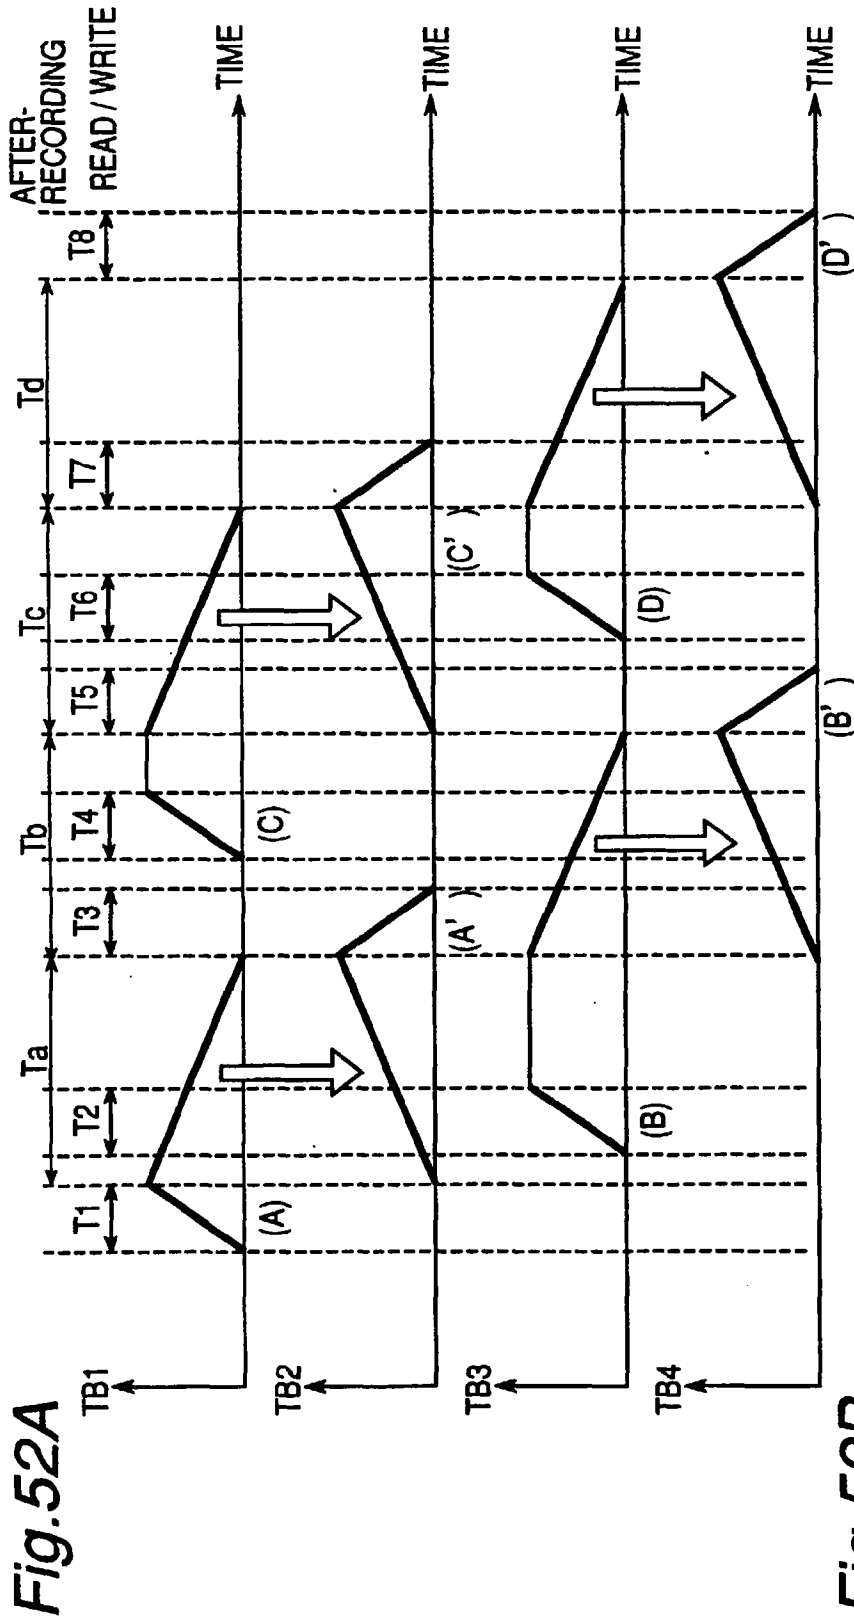 Fig.52A
AFTER-
RECORDING
READ / WRITE
Ta Tb Tc Td
T1 T2 T3 T4 T5 T6 T7 T8
TB1 TIME
(A) (C)
TB2 TIME
(A' ) (C' )
TB3 TIME
(B) (D)
TB4 TIME
(B' ) (D' )